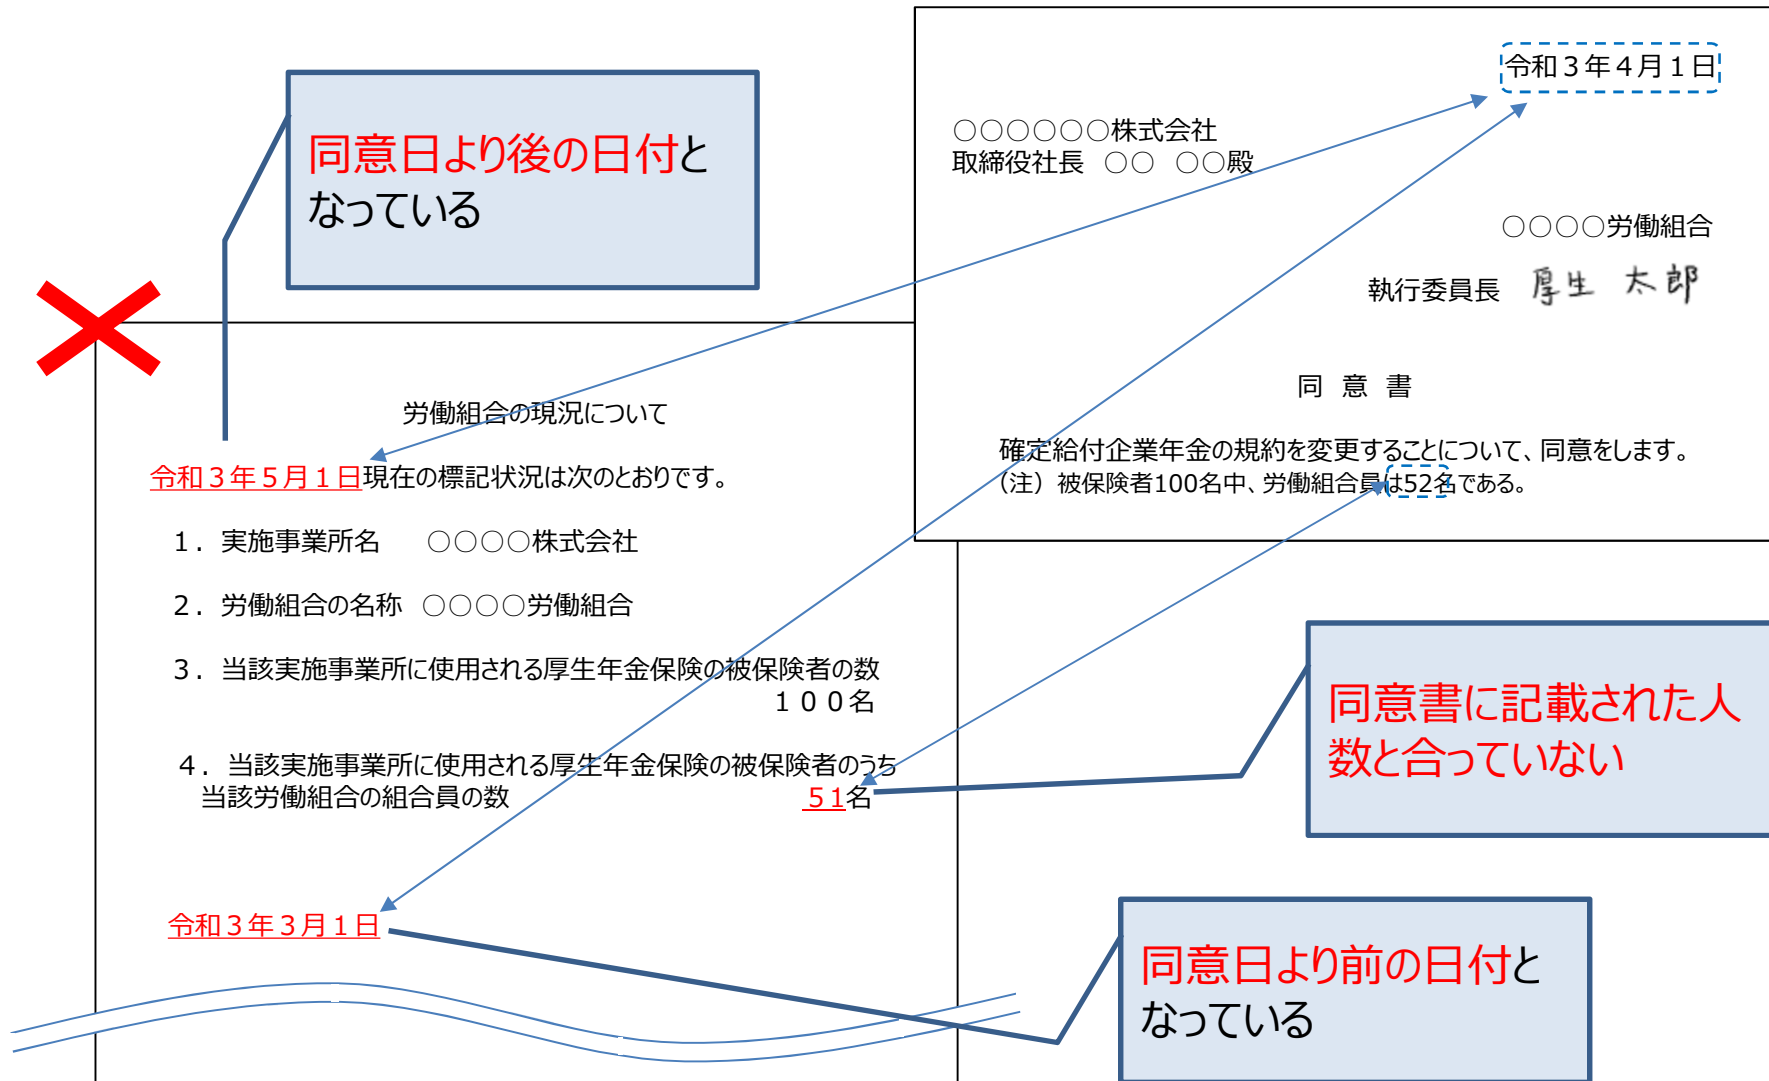 同意日より後の日付と
なっている
令和３年４月１日
○○○○○○株式会社
取締役社長　○○　○○殿
○○○○労働組合
執行委員長　厚生 太郎
同　意　書
確定給付企業年金の規約を変更することについて、同意をします。
（注）被保険者100名中、労働組合員は52名である。
労働組合の現況について
令和３年５月１日現在の標記状況は次のとおりです。
１．実施事業所名　○○○○株式会社
２．労働組合の名称　○○○○労働組合
３．当該実施事業所に使用される厚生年金保険の被保険者の数
１００名
４．当該実施事業所に使用される厚生年金保険の被保険者のうち
当該労働組合の組合員の数　51名
同意書に記載された人
数と合っていない
令和３年３月１日
同意日より前の日付と
なっている